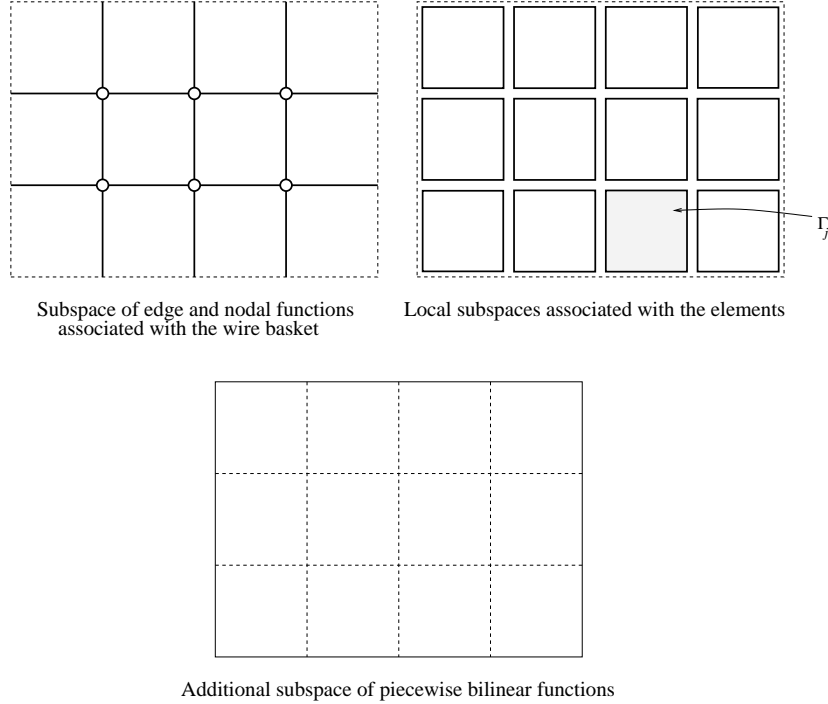 Γj
Subspace of edge and nodal functions
associated with the wire basket
Local subspaces associated with the elements
Additional subspace of piecewise bilinear functions